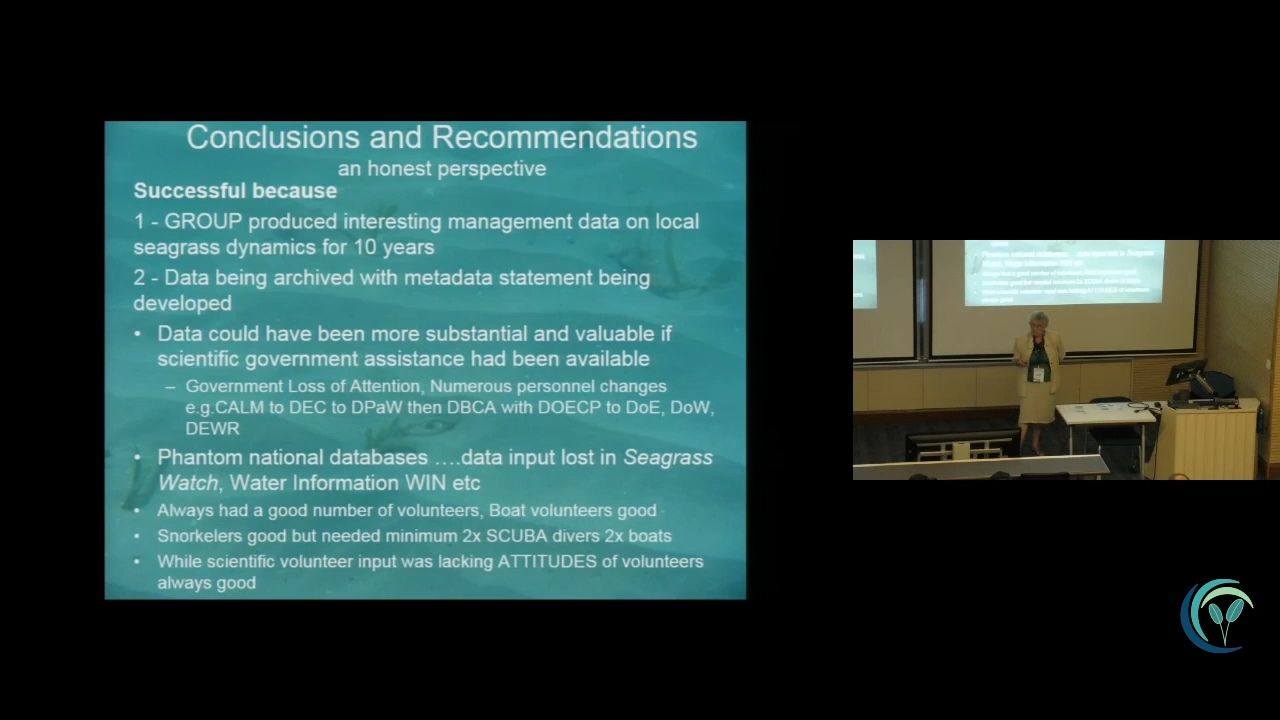 Conclusions and Recommendations
an honest perspective
Successful because
1 - GROUP produced interesting management data on local
seagrass dynamics for 10 years
2 - Data being archived with metadata statement being
developed
• Data could have been more substantial and valuable if
scientific government assistance had been available
– Government Loss of Attention, Numerous personnel changes
e.g.CALM to DEC to DPaW then DBCA with DOECP to DoE, DoW,
DEWR
• Phantom national databases ….data input lost in Seagrass
Watch, Water Information WIN etc
• Always had a good number of volunteers, Boat volunteers good
• Snorkelers good but needed minimum 2x SCUBA divers 2x boats
• While scientific volunteer input was lacking ATTITUDES of volunteers
always good